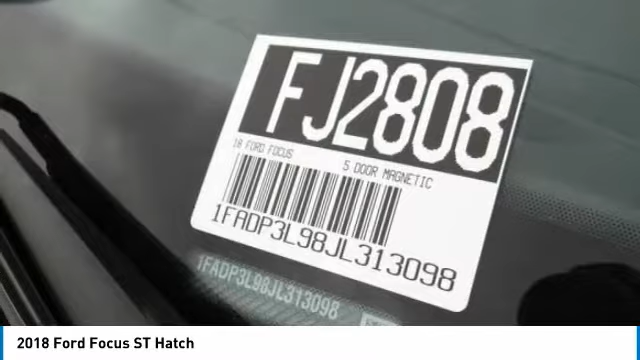 FJ2808
18 FORD FOCUS 5 DOOR MAGNETIC
1FADP3L98JL313098
1FADP3L98JL313098
2018 Ford Focus ST Hatch